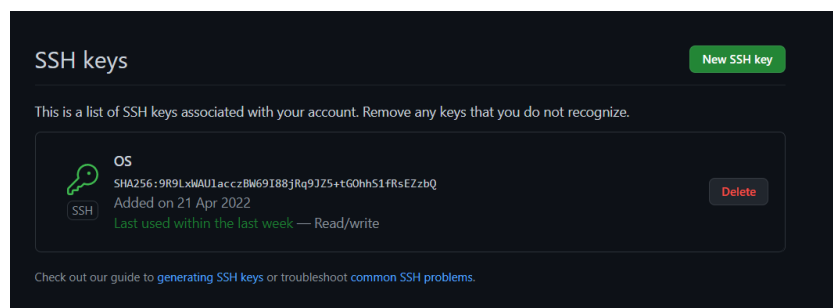 SSH keys
New SSH key
This is a list of SSH keys associated with your account. Remove any keys that you do not recognize.
OS
SHA256:9R9LxWAUlacczBW69I88jRq9JZ5+tGOhhS1fRsEZzbQ
SSH
Added on 21 Apr 2022
Last used within the last week — Read/write
Delete
Check out our guide to generating SSH keys or troubleshoot common SSH problems.